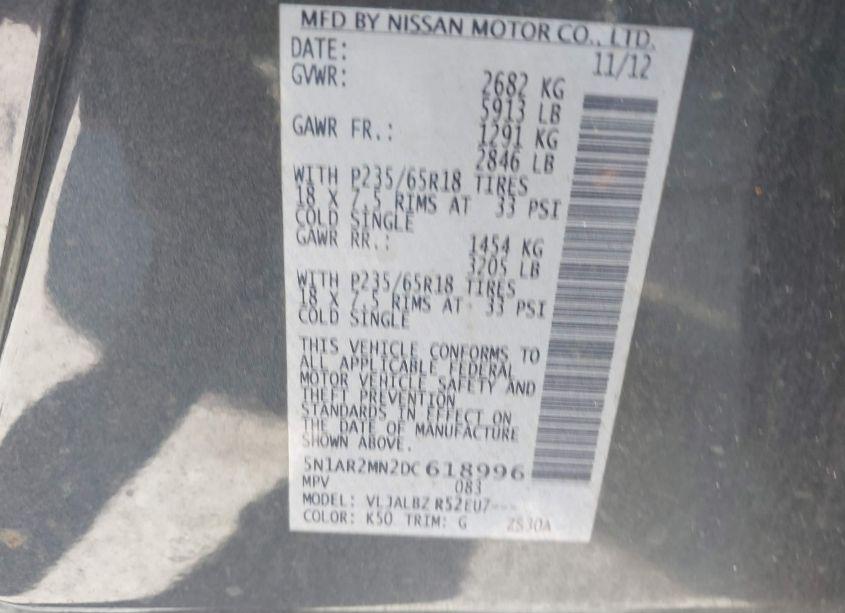 MFD BY NISSAN MOTOR CO., LTD.
DATE: 11/12
GVWR: 2682 KG
5913 LB
GAWR FR.: 1291 KG
2846 LB
WITH P235/65R18 TIRES
18 X 7.5 RIMS AT 33 PSI
COLD SINGLE
GAWR RR.: 1454 KG
3205 LB
WITH P235/65R18 TIRES
18 X 7.5 RIMS AT 33 PSI
COLD SINGLE
THIS VEHICLE CONFORMS TO
ALL APPLICABLE FEDERAL
MOTOR VEHICLE SAFETY AND
THEFT PREVENTION
STANDARDS IN EFFECT ON
THE DATE OF MANUFACTURE
SHOWN ABOVE.
5N1AR2MN2DC618996
MPV 083
MODEL: VLJALBZ R52EU7---
COLOR: K50 TRIM: G ZS30A